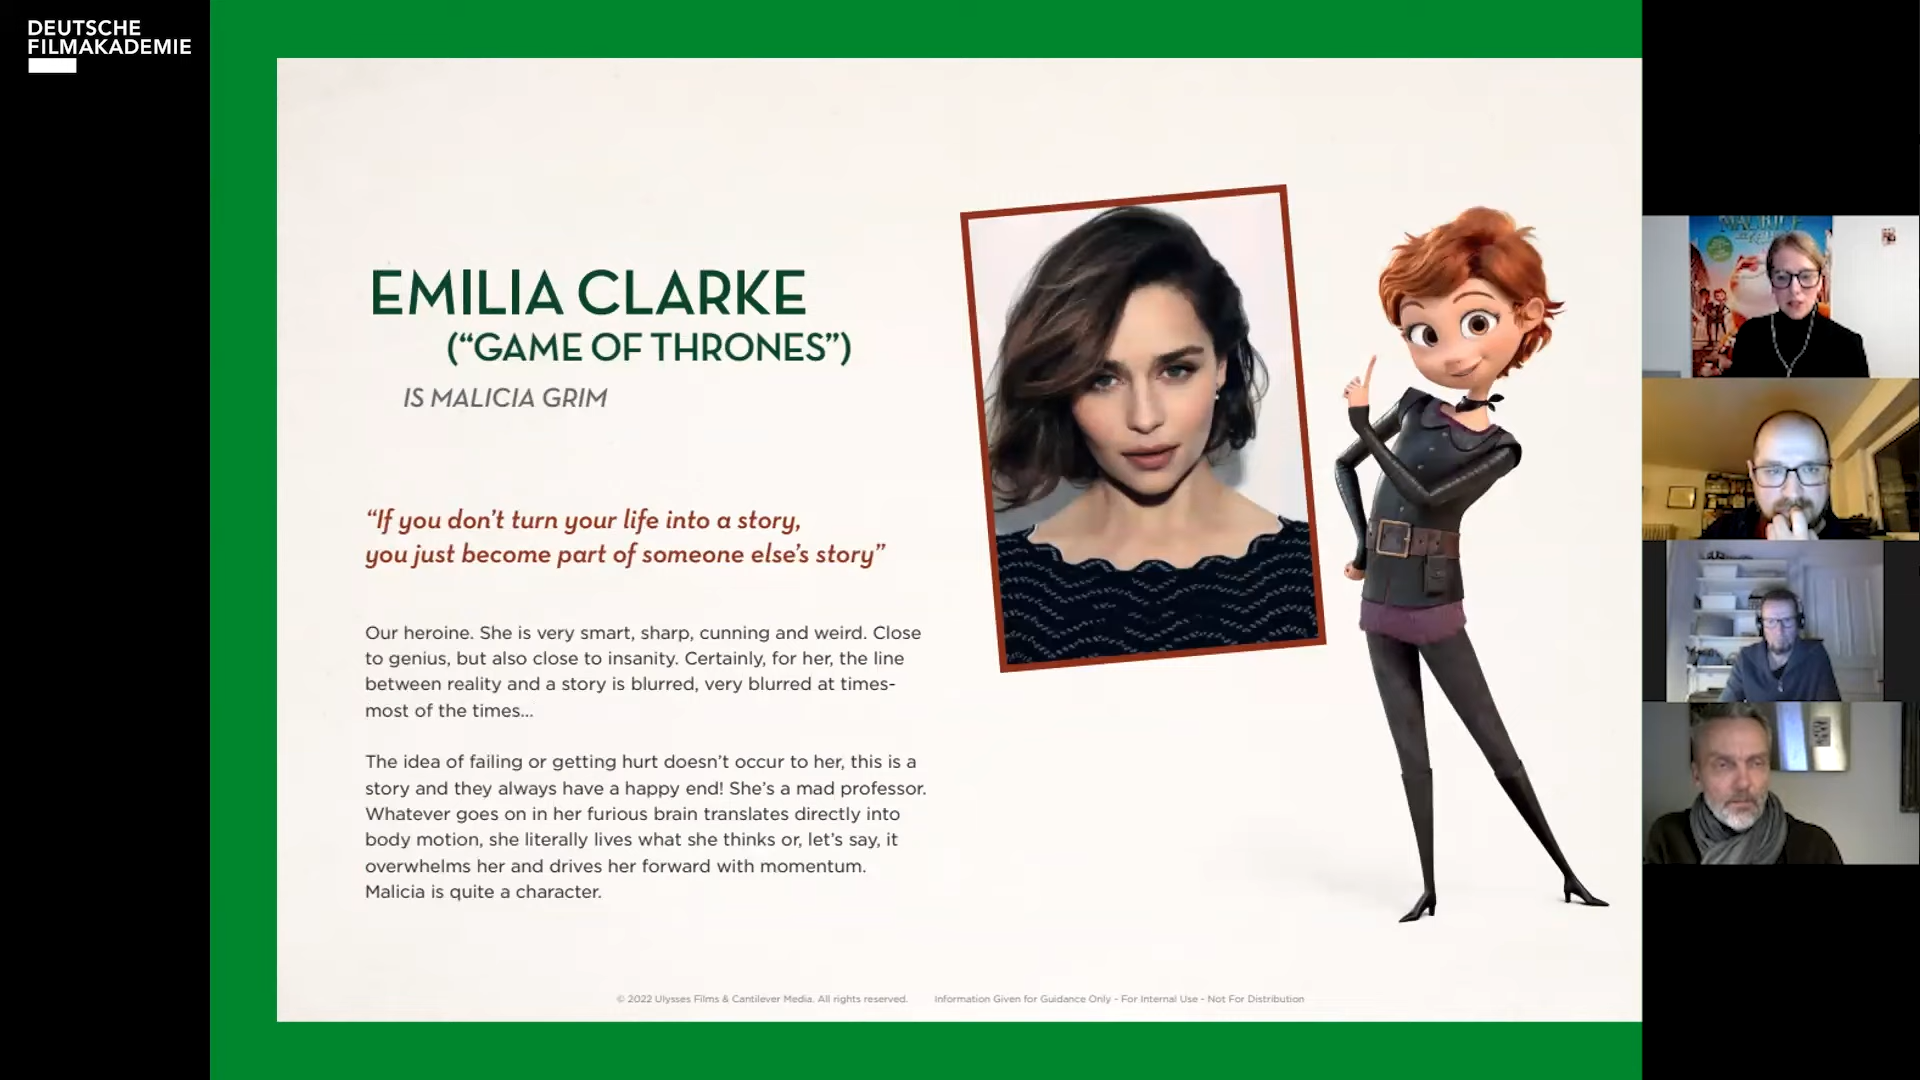 DEUTSCHE
FILMAKADEMIE
EMILIA CLARKE
(“GAME OF THRONES”)
IS MALICIA GRIM
“If you don’t turn your life into a story,
you just become part of someone else’s story”
Our heroine. She is very smart, sharp, cunning and weird. Close
to genius, but also close to insanity. Certainly, for her, the line
between reality and a story is blurred, very blurred at times-
most of the times...
The idea of failing or getting hurt doesn’t occur to her, this is a
story and they always have a happy end! She’s a mad professor.
Whatever goes on in her furious brain translates directly into
body motion, she literally lives what she thinks or, let’s say, it
overwhelms her and drives her forward with momentum.
Malicia is quite a character.
© 2022 Ulysses Films & Cantilever Media. All rights reserved. Information Given for Guidance Only - For Internal Use - Not For Distribution